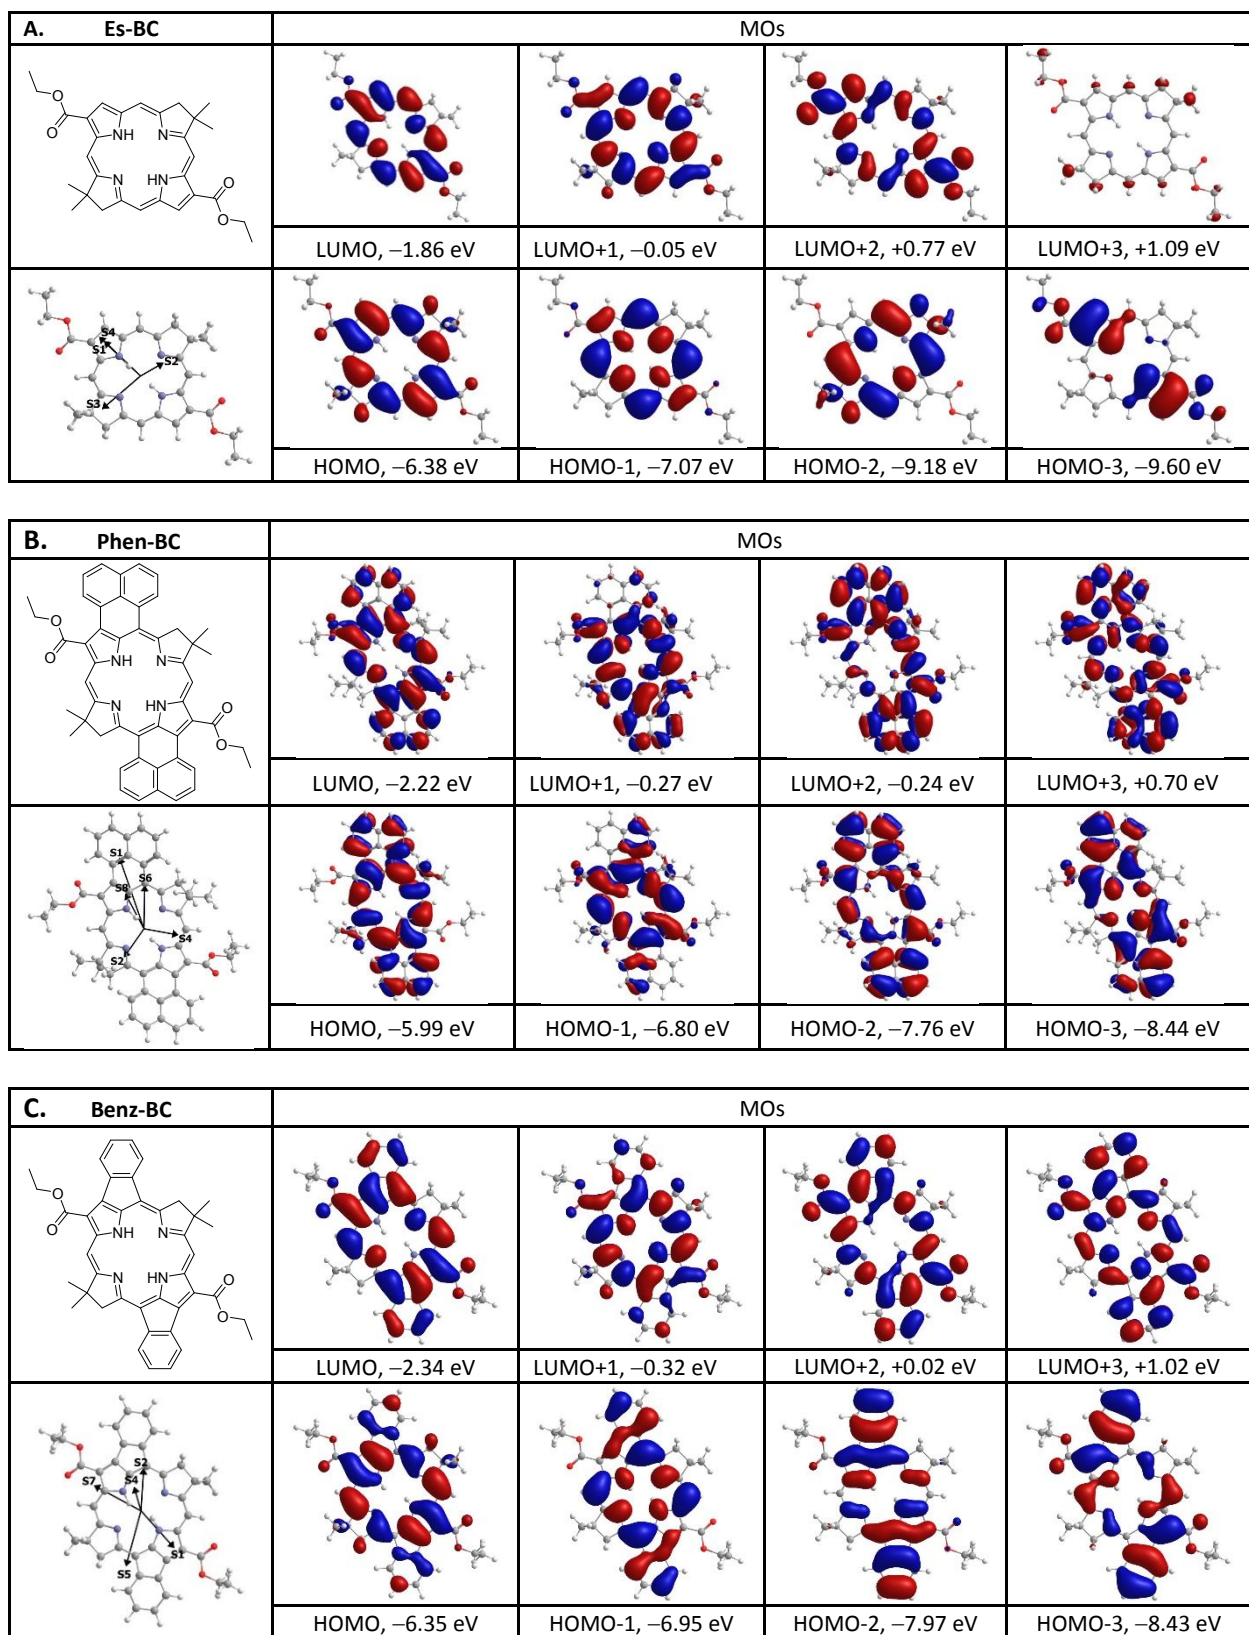 A. Es-BC MOs
O
O
NH N
N HN
O
O
LUMO, −1.86 eV LUMO+1, −0.05 eV LUMO+2, +0.77 eV LUMO+3, +1.09 eV
S4
S1 S2
S3
HOMO, −6.38 eV HOMO-1, −7.07 eV HOMO-2, −9.18 eV HOMO-3, −9.60 eV
B. Phen-BC MOs
O
O
NH N
N HN
O
O
LUMO, −2.22 eV LUMO+1, −0.27 eV LUMO+2, −0.24 eV LUMO+3, +0.70 eV
S1
S6
S8
S4
S2
HOMO, −5.99 eV HOMO-1, −6.80 eV HOMO-2, −7.76 eV HOMO-3, −8.44 eV
C. Benz-BC MOs
O
O
NH N
N HN
O
O
LUMO, −2.34 eV LUMO+1, −0.32 eV LUMO+2, +0.02 eV LUMO+3, +1.02 eV
S2
S7 S4
S1
S5
HOMO, −6.35 eV HOMO-1, −6.95 eV HOMO-2, −7.97 eV HOMO-3, −8.43 eV